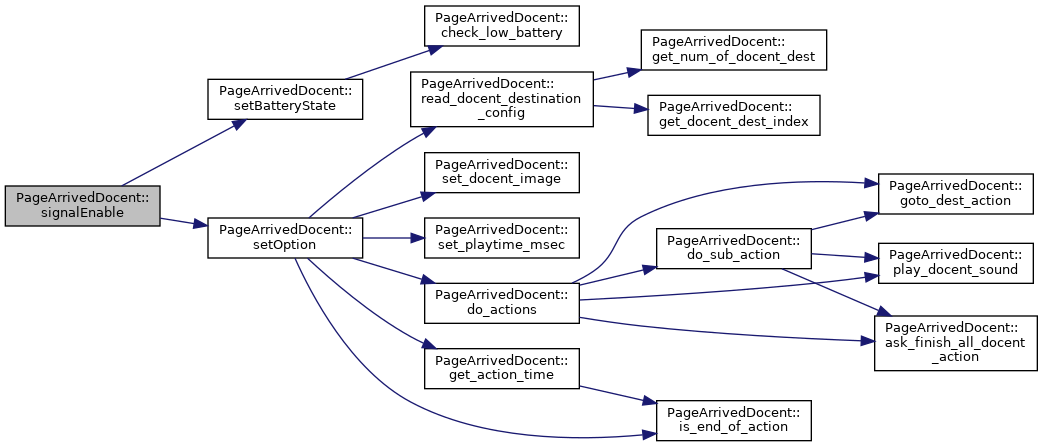 PageArrivedDocent::
signalEnable
PageArrivedDocent::
setBatteryState
PageArrivedDocent::
check_low_battery
PageArrivedDocent::
setOption
PageArrivedDocent::
read_docent_destination
_config
PageArrivedDocent::
get_num_of_docent_dest
PageArrivedDocent::
get_docent_dest_index
PageArrivedDocent::
set_docent_image
PageArrivedDocent::
set_playtime_msec
PageArrivedDocent::
do_actions
PageArrivedDocent::
do_sub_action
PageArrivedDocent::
goto_dest_action
PageArrivedDocent::
play_docent_sound
PageArrivedDocent::
ask_finish_all_docent
_action
PageArrivedDocent::
get_action_time
PageArrivedDocent::
is_end_of_action